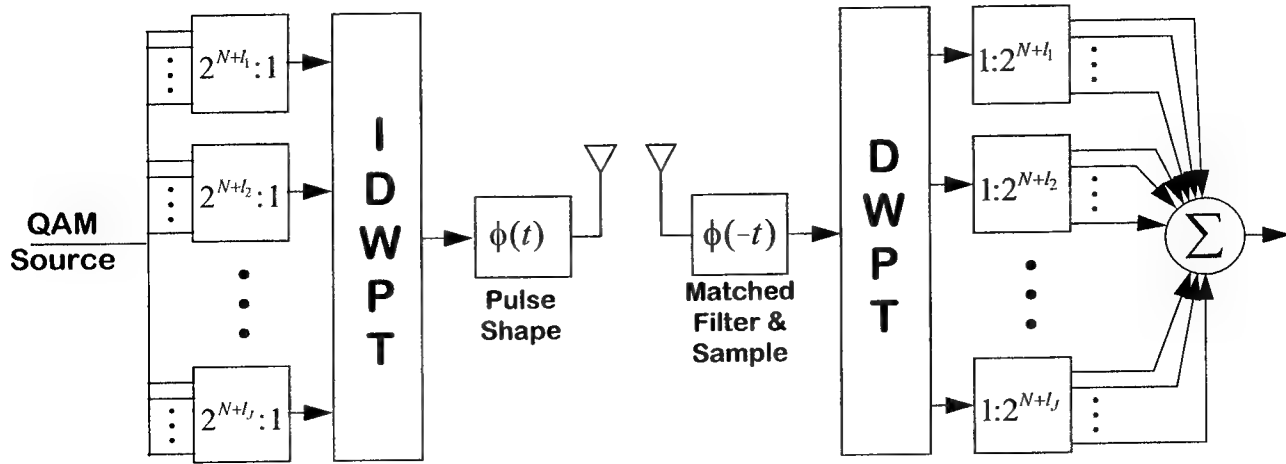 2^{N+l_1}:1
2^{N+l_2}:1
2^{N+l_J}:1
QAM
Source
I
D
W
P
T
ϕ(t)
Pulse
Shape
ϕ(-t)
Matched
Filter &
Sample
D
W
P
T
1:2^{N+l_1}
1:2^{N+l_2}
1:2^{N+l_J}
Σ